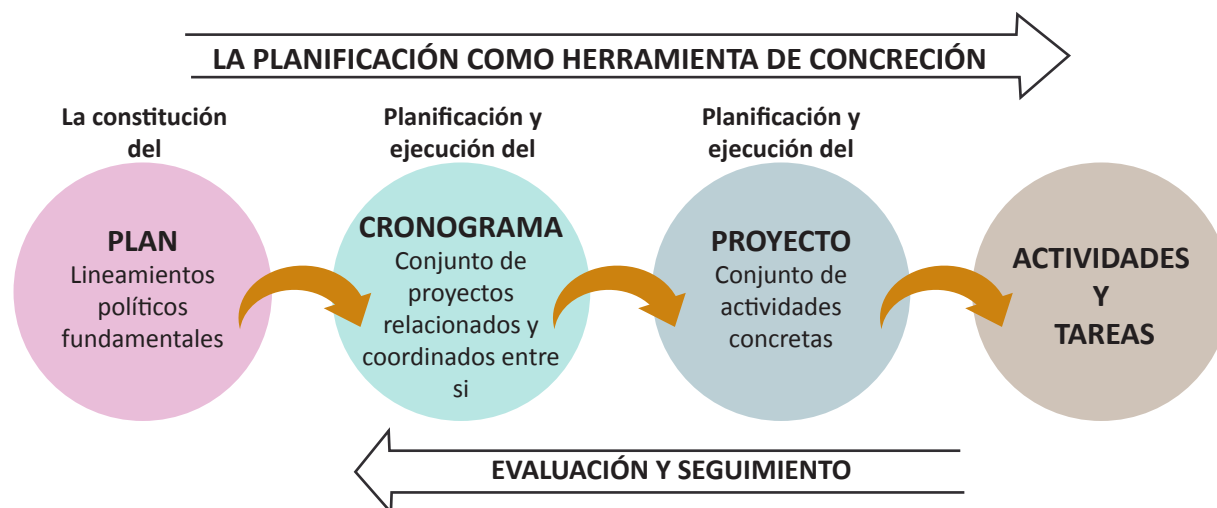 LA PLANIFICACIÓN COMO HERRAMIENTA DE CONCRECIÓN
La constitución
del
PLAN
Lineamientos
políticos
fundamentales
Planificación y
ejecución del
CRONOGRAMA
Conjunto de
proyectos
relacionados y
coordinados entre
si
Planificación y
ejecución del
PROYECTO
Conjunto de
actividades
concretas
ACTIVIDADES
Y
TAREAS
EVALUACIÓN Y SEGUIMIENTO